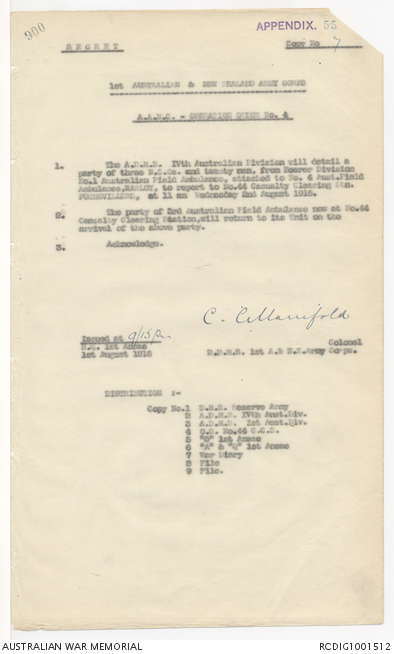 900
APPENDIX. 55
SECRET
Copy No 7
1st AUSTRALIAN & NEW ZEALAND ARMY CORPS
A.A.M.C. - OPERATION ORDER No. 4
1. The A.D.M.S. IVth Australian Division will detail a
party of three N.C.Os. and twenty men, from Bearer Division
No.1 Australian Field Ambulance, attached to No. 4 Aust.Field
Ambulance, to report to No.44 Casualty Clearing Stn.
PUCHEVILLERS, at 11 am Wednesday 2nd August 1916.
2. The party of 3rd Australian Field Ambulance now at No.44
Casualty Clearing Station,will return to its Unit on the
arrival of the above party.
3. Acknowledge.
C. C. Manifold
Issued at
Colonel
H.Q. 1st Anzac
D.D.M.S. 1st A & N.Z.Army Corps.
1st August 1916
DISTRIBUTION :-
Copy No.1 D.M.S. Reserve Army
2 A.D.M.S. IVth Aust.Div.
3 A.D.M.S. 1st Aust.Div.
4 O.C. No.44 C.C.S.
5 "G" 1st Anzac
6 "A" & "Q" 1st Anzac
7 War Diary
8 File
9 File.
AUSTRALIAN WAR MEMORIAL
RCDIG1001512